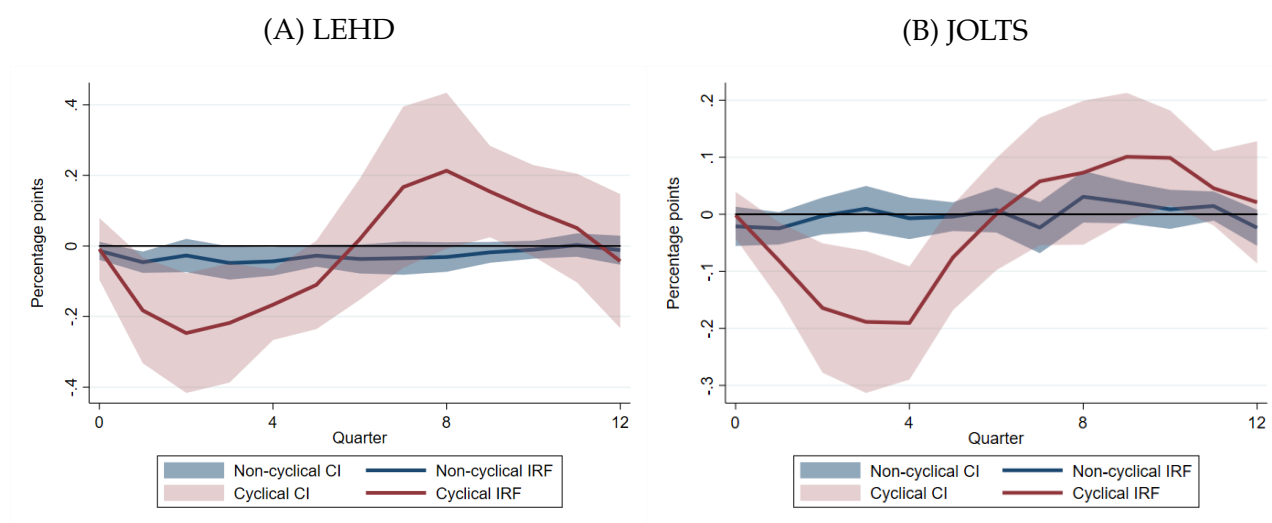 (A) LEHD
(B) JOLTS
Percentage points
.4
.2
0
-.2
-.4
0 4 8 12
Quarter
Non-cyclical CI Non-cyclical IRF
Cyclical CI Cyclical IRF
Percentage points
.2
.1
0
-.1
-.2
-.3
0 4 8 12
Quarter
Non-cyclical CI Non-cyclical IRF
Cyclical CI Cyclical IRF